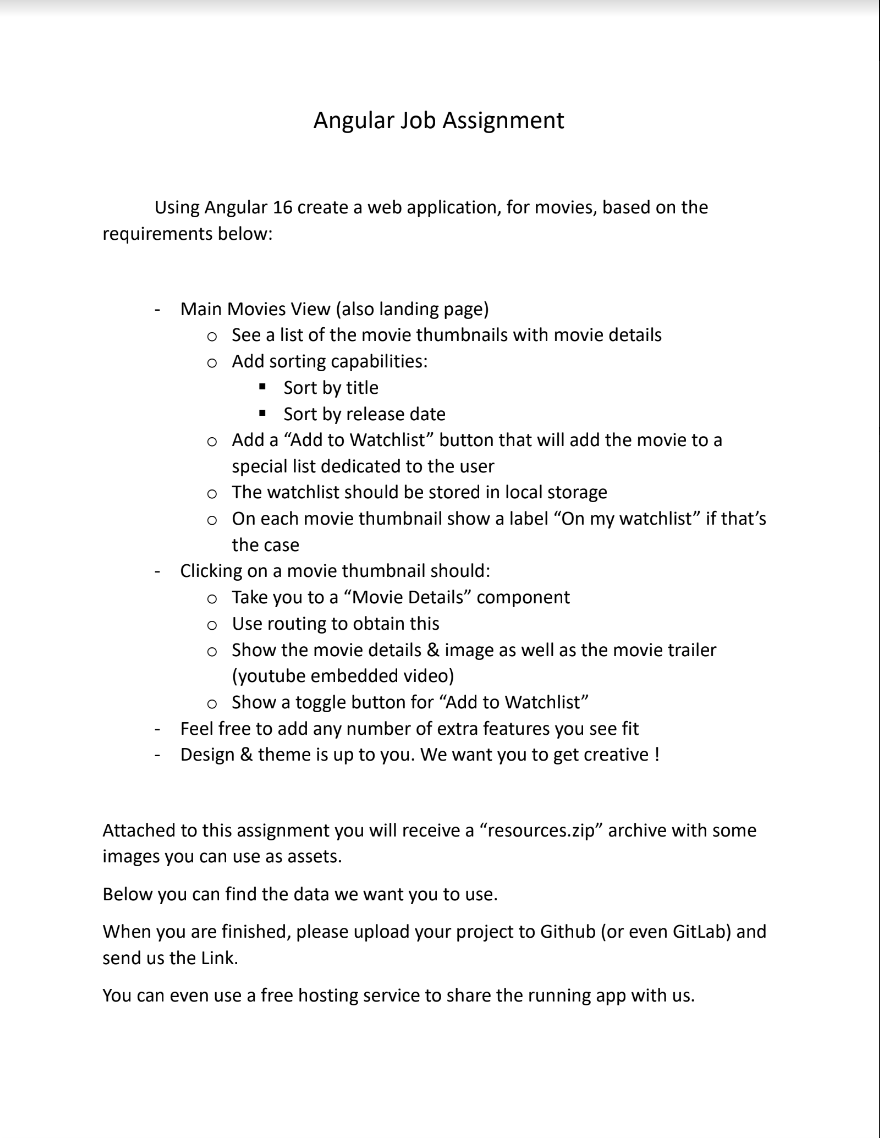 Angular Job Assignment
Using Angular 16 create a web application, for movies, based on the
requirements below:
- Main Movies View (also landing page)
o See a list of the movie thumbnails with movie details
o Add sorting capabilities:
▪ Sort by title
▪ Sort by release date
o Add a “Add to Watchlist” button that will add the movie to a
special list dedicated to the user
o The watchlist should be stored in local storage
o On each movie thumbnail show a label “On my watchlist” if that’s
the case
- Clicking on a movie thumbnail should:
o Take you to a “Movie Details” component
o Use routing to obtain this
o Show the movie details & image as well as the movie trailer
(youtube embedded video)
o Show a toggle button for “Add to Watchlist”
- Feel free to add any number of extra features you see fit
- Design & theme is up to you. We want you to get creative !
Attached to this assignment you will receive a “resources.zip” archive with some
images you can use as assets.
Below you can find the data we want you to use.
When you are finished, please upload your project to Github (or even GitLab) and
send us the Link.
You can even use a free hosting service to share the running app with us.